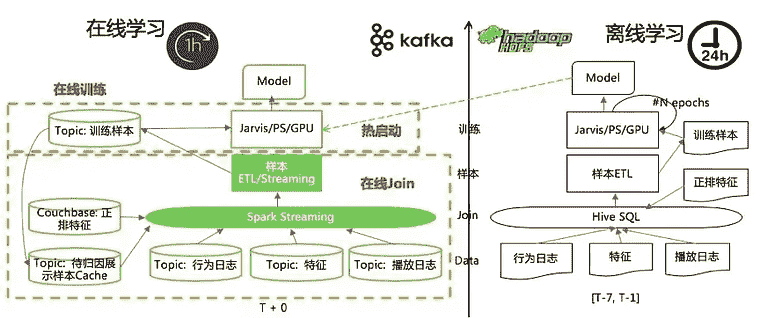 在线学习
1h
kafka
hadoop
HDFS
离线学习
24h
在线训练
Model
Topic: 训练样本
Jarvis/PS/GPU
热启动
样本
ETL/Streaming
在线Join
Couchbase: 正
排特征
Spark Streaming
Topic: 待归因展
示样本Cache
Topic: 行为日志
Topic: 特征
Topic: 播放日志
T + 0
训练
样本
Join
Data
Model
#N epochs
Jarvis/PS/GPU
训练样本
样本ETL
正排特征
Hive SQL
行为日志
特征
播放日志
[T-7, T-1]